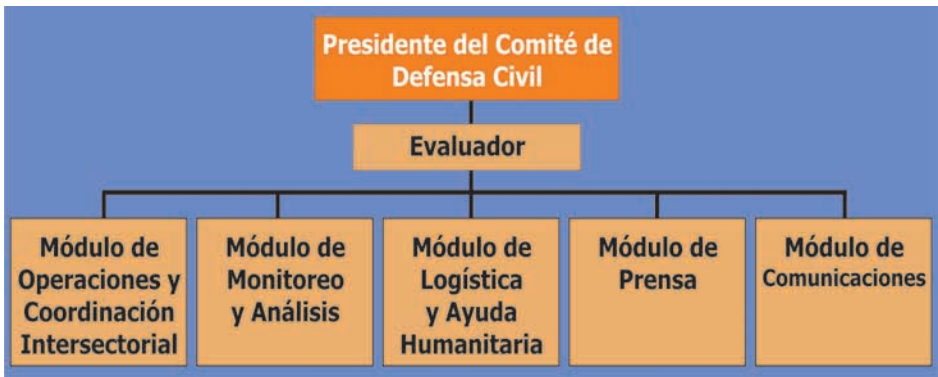 Presidente del Comité de
Defensa Civil
Evaluador
Módulo de
Operaciones y
Coordinación
Intersectorial
Módulo de
Monitoreo
y Análisis
Módulo de
Logística
y Ayuda
Humanitaria
Módulo de
Prensa
Módulo de
Comunicaciones